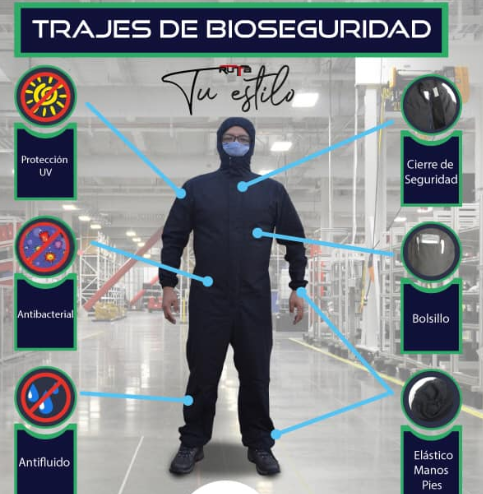 TRAJES DE BIOSEGURIDAD
Tu estilo
Protección
UV
Cierre de
Seguridad
Antibacterial
Bolsillo
Antifluido
Elástico
Manos
Pies